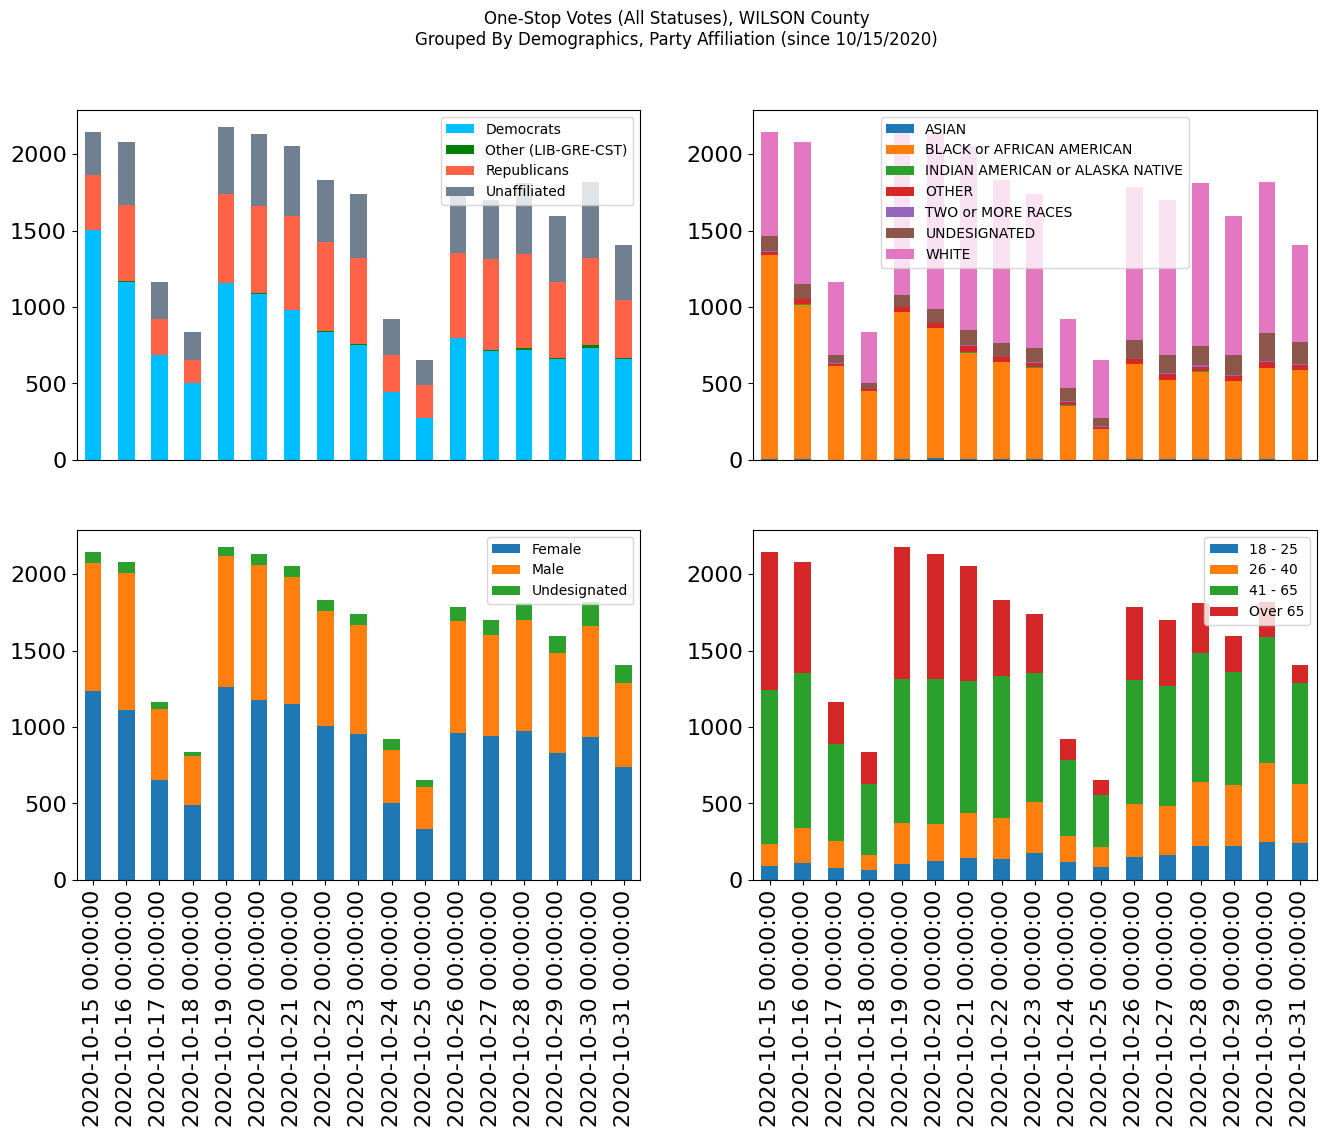 One-Stop Votes (All Statuses), WILSON County
Grouped By Demographics, Party Affiliation (since 10/15/2020)
2000
1500
1000
500
0
Democrats
Other (LIB-GRE-CST)
Republicans
Unaffiliated
2000
1500
1000
500
0
ASIAN
BLACK or AFRICAN AMERICAN
INDIAN AMERICAN or ALASKA NATIVE
OTHER
TWO or MORE RACES
UNDESIGNATED
WHITE
2000
1500
1000
500
0
Female
Male
Undesignated
2020-10-15 00:00:00
2020-10-16 00:00:00
2020-10-17 00:00:00
2020-10-18 00:00:00
2020-10-19 00:00:00
2020-10-20 00:00:00
2020-10-21 00:00:00
2020-10-22 00:00:00
2020-10-23 00:00:00
2020-10-24 00:00:00
2020-10-25 00:00:00
2020-10-26 00:00:00
2020-10-27 00:00:00
2020-10-28 00:00:00
2020-10-29 00:00:00
2020-10-30 00:00:00
2020-10-31 00:00:00
2000
1500
1000
500
0
18 - 25
26 - 40
41 - 65
Over 65
2020-10-15 00:00:00
2020-10-16 00:00:00
2020-10-17 00:00:00
2020-10-18 00:00:00
2020-10-19 00:00:00
2020-10-20 00:00:00
2020-10-21 00:00:00
2020-10-22 00:00:00
2020-10-23 00:00:00
2020-10-24 00:00:00
2020-10-25 00:00:00
2020-10-26 00:00:00
2020-10-27 00:00:00
2020-10-28 00:00:00
2020-10-29 00:00:00
2020-10-30 00:00:00
2020-10-31 00:00:00